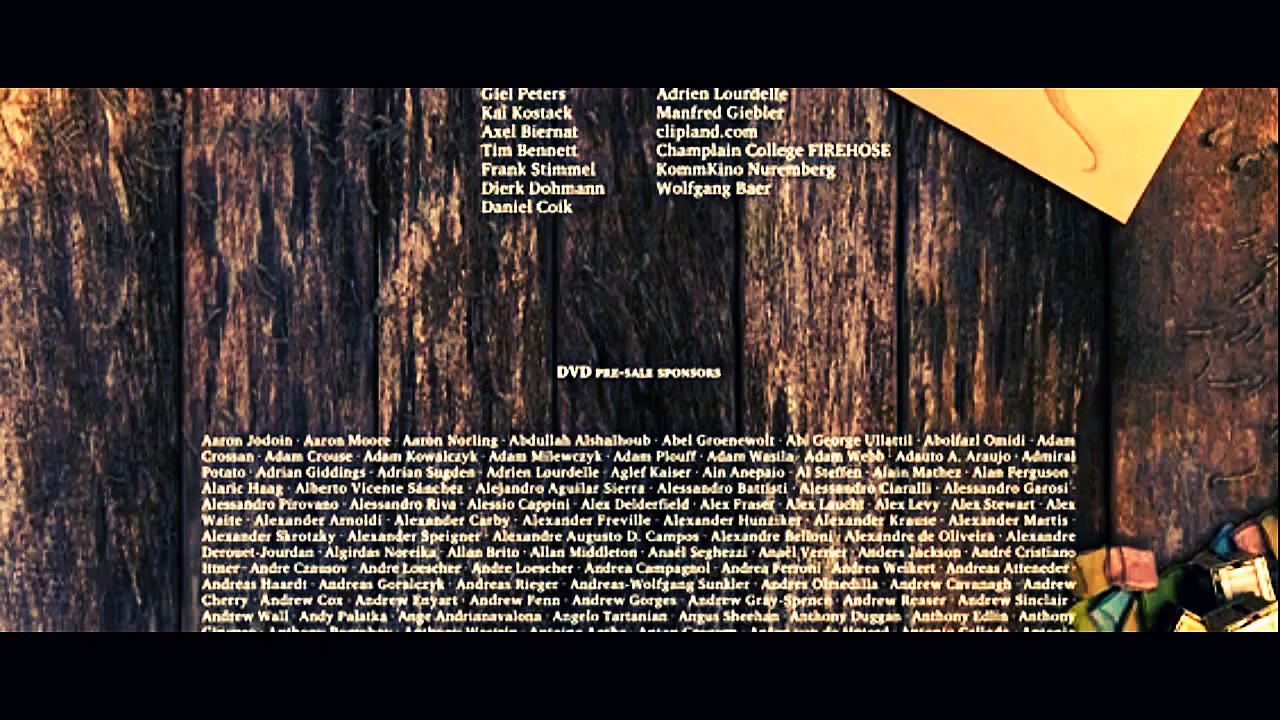 Giel Peters
Kai Kostack
Axel Biernat
Tim Bennett
Frank Stimmel
Dierk Dohmann
Daniel Coik
Adrien Lourdelle
Manfred Giebler
clipland.com
Champlain College FIREHOSE
KommKino Nuremberg
Wolfgang Baer
DVD PRE-SALE SPONSORS
Aaron Jodoin · Aaron Moore · Aaron Norling · Abdullah Alshalhoub · Abel Groenewolt · Abi George Ullattil · Abolfazl Omidi · Adam
Crossan · Adam Crouse · Adam Kowalczyk · Adam Milewczyk · Adam Plouff · Adam Wasila · Adam Webb · Adauto A. Araujo · Admiral
Potato · Adrian Giddings · Adrian Sugden · Adrien Lourdelle · Aglef Kaiser · Ain Anepaio · Al Steffen · Alain Mathez · Alan Ferguson ·
Alaric Haag · Alberto Vicente Sánchez · Alejandro Aguilar Sierra · Alessandro Battisti · Alessandro Ciaralli · Alessandro Garosi ·
Alessandro Pirovano · Alessandro Riva · Alessio Cappini · Alex Delderfield · Alex Fraser · Alex Laucht · Alex Levy · Alex Stewart · Alex
Waite · Alexander Arnoldi · Alexander Carby · Alexander Freville · Alexander Hunziker · Alexander Krause · Alexander Martis ·
Alexander Skrotzky · Alexander Speigner · Alexandre Augusto D. Campos · Alexandre Belloni · Alexandre de Oliveira · Alexandre
Derouet-Jourdan · Algirdas Noreika · Allan Brito · Allan Middleton · Anaël Seghezzi · Anaël Verrier · Anders Jackson · André Cristiano
Ittner · Andre Czausov · Andre Loescher · Andre Loescher · Andrea Campagnol · Andrea Perroni · Andrea Weikert · Andreas Atteneder ·
Andreas Haardt · Andreas Goralczyk · Andreas Rieger · Andreas-Wolfgang Sunkler · Andres Olmedilla · Andrew Cavanagh · Andrew
Cherry · Andrew Cox · Andrew Enyart · Andrew Fenn · Andrew Gorges · Andrew Gray-Spence · Andrew Reaser · Andrew Sinclair ·
Andrew Wall · Andy Palatka · Ange Andrianavalona · Angelo Tartanian · Angus Sheehan · Anthony Duggan · Anthony Edlin · Anthony